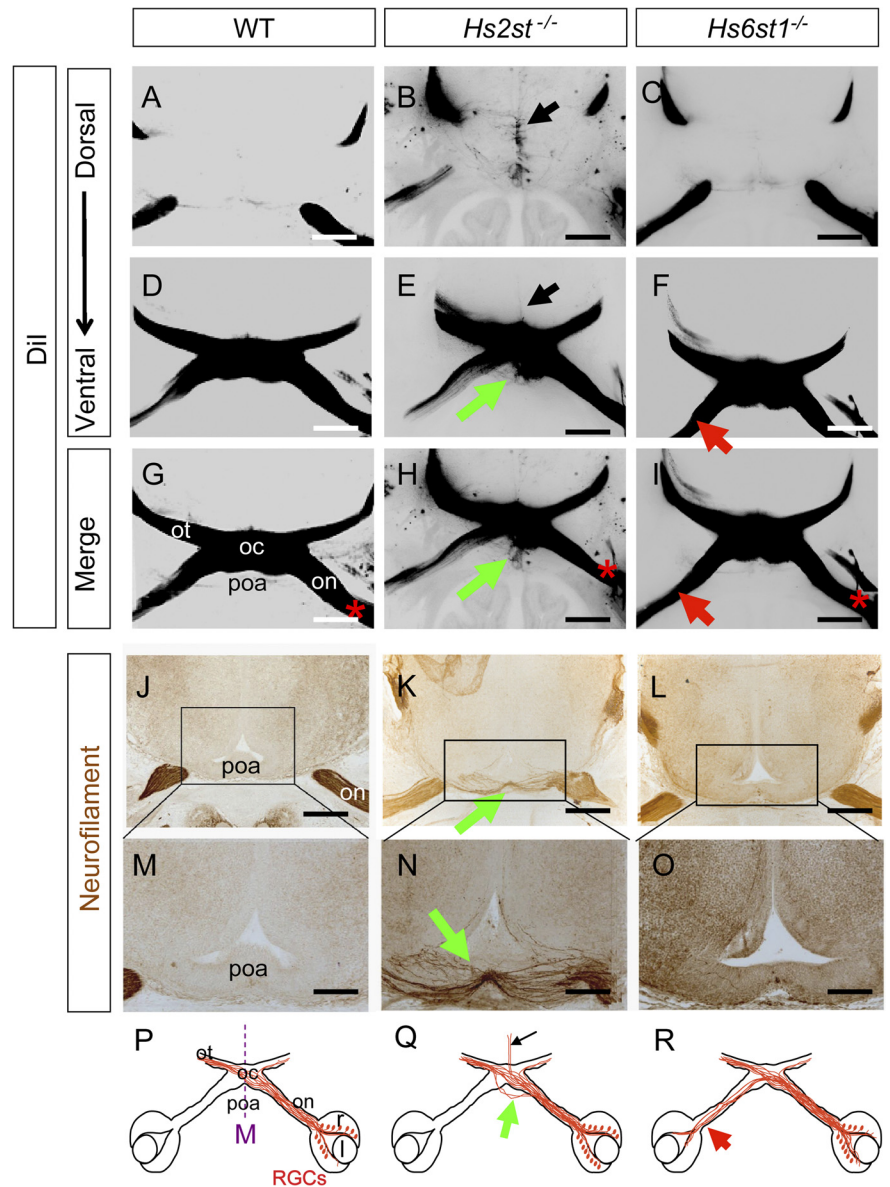 WT
Hs2st -/-
Hs6st1-/-
DiI
Dorsal
Ventral
A
B
C
D
E
F
Merge
G
ot
oc
poa
on
*
H
*
I
*
Neurofilament
J
poa
on
K
L
M
poa
N
O
P
ot
oc
poa
on
M
r
l
RGCs
Q
R